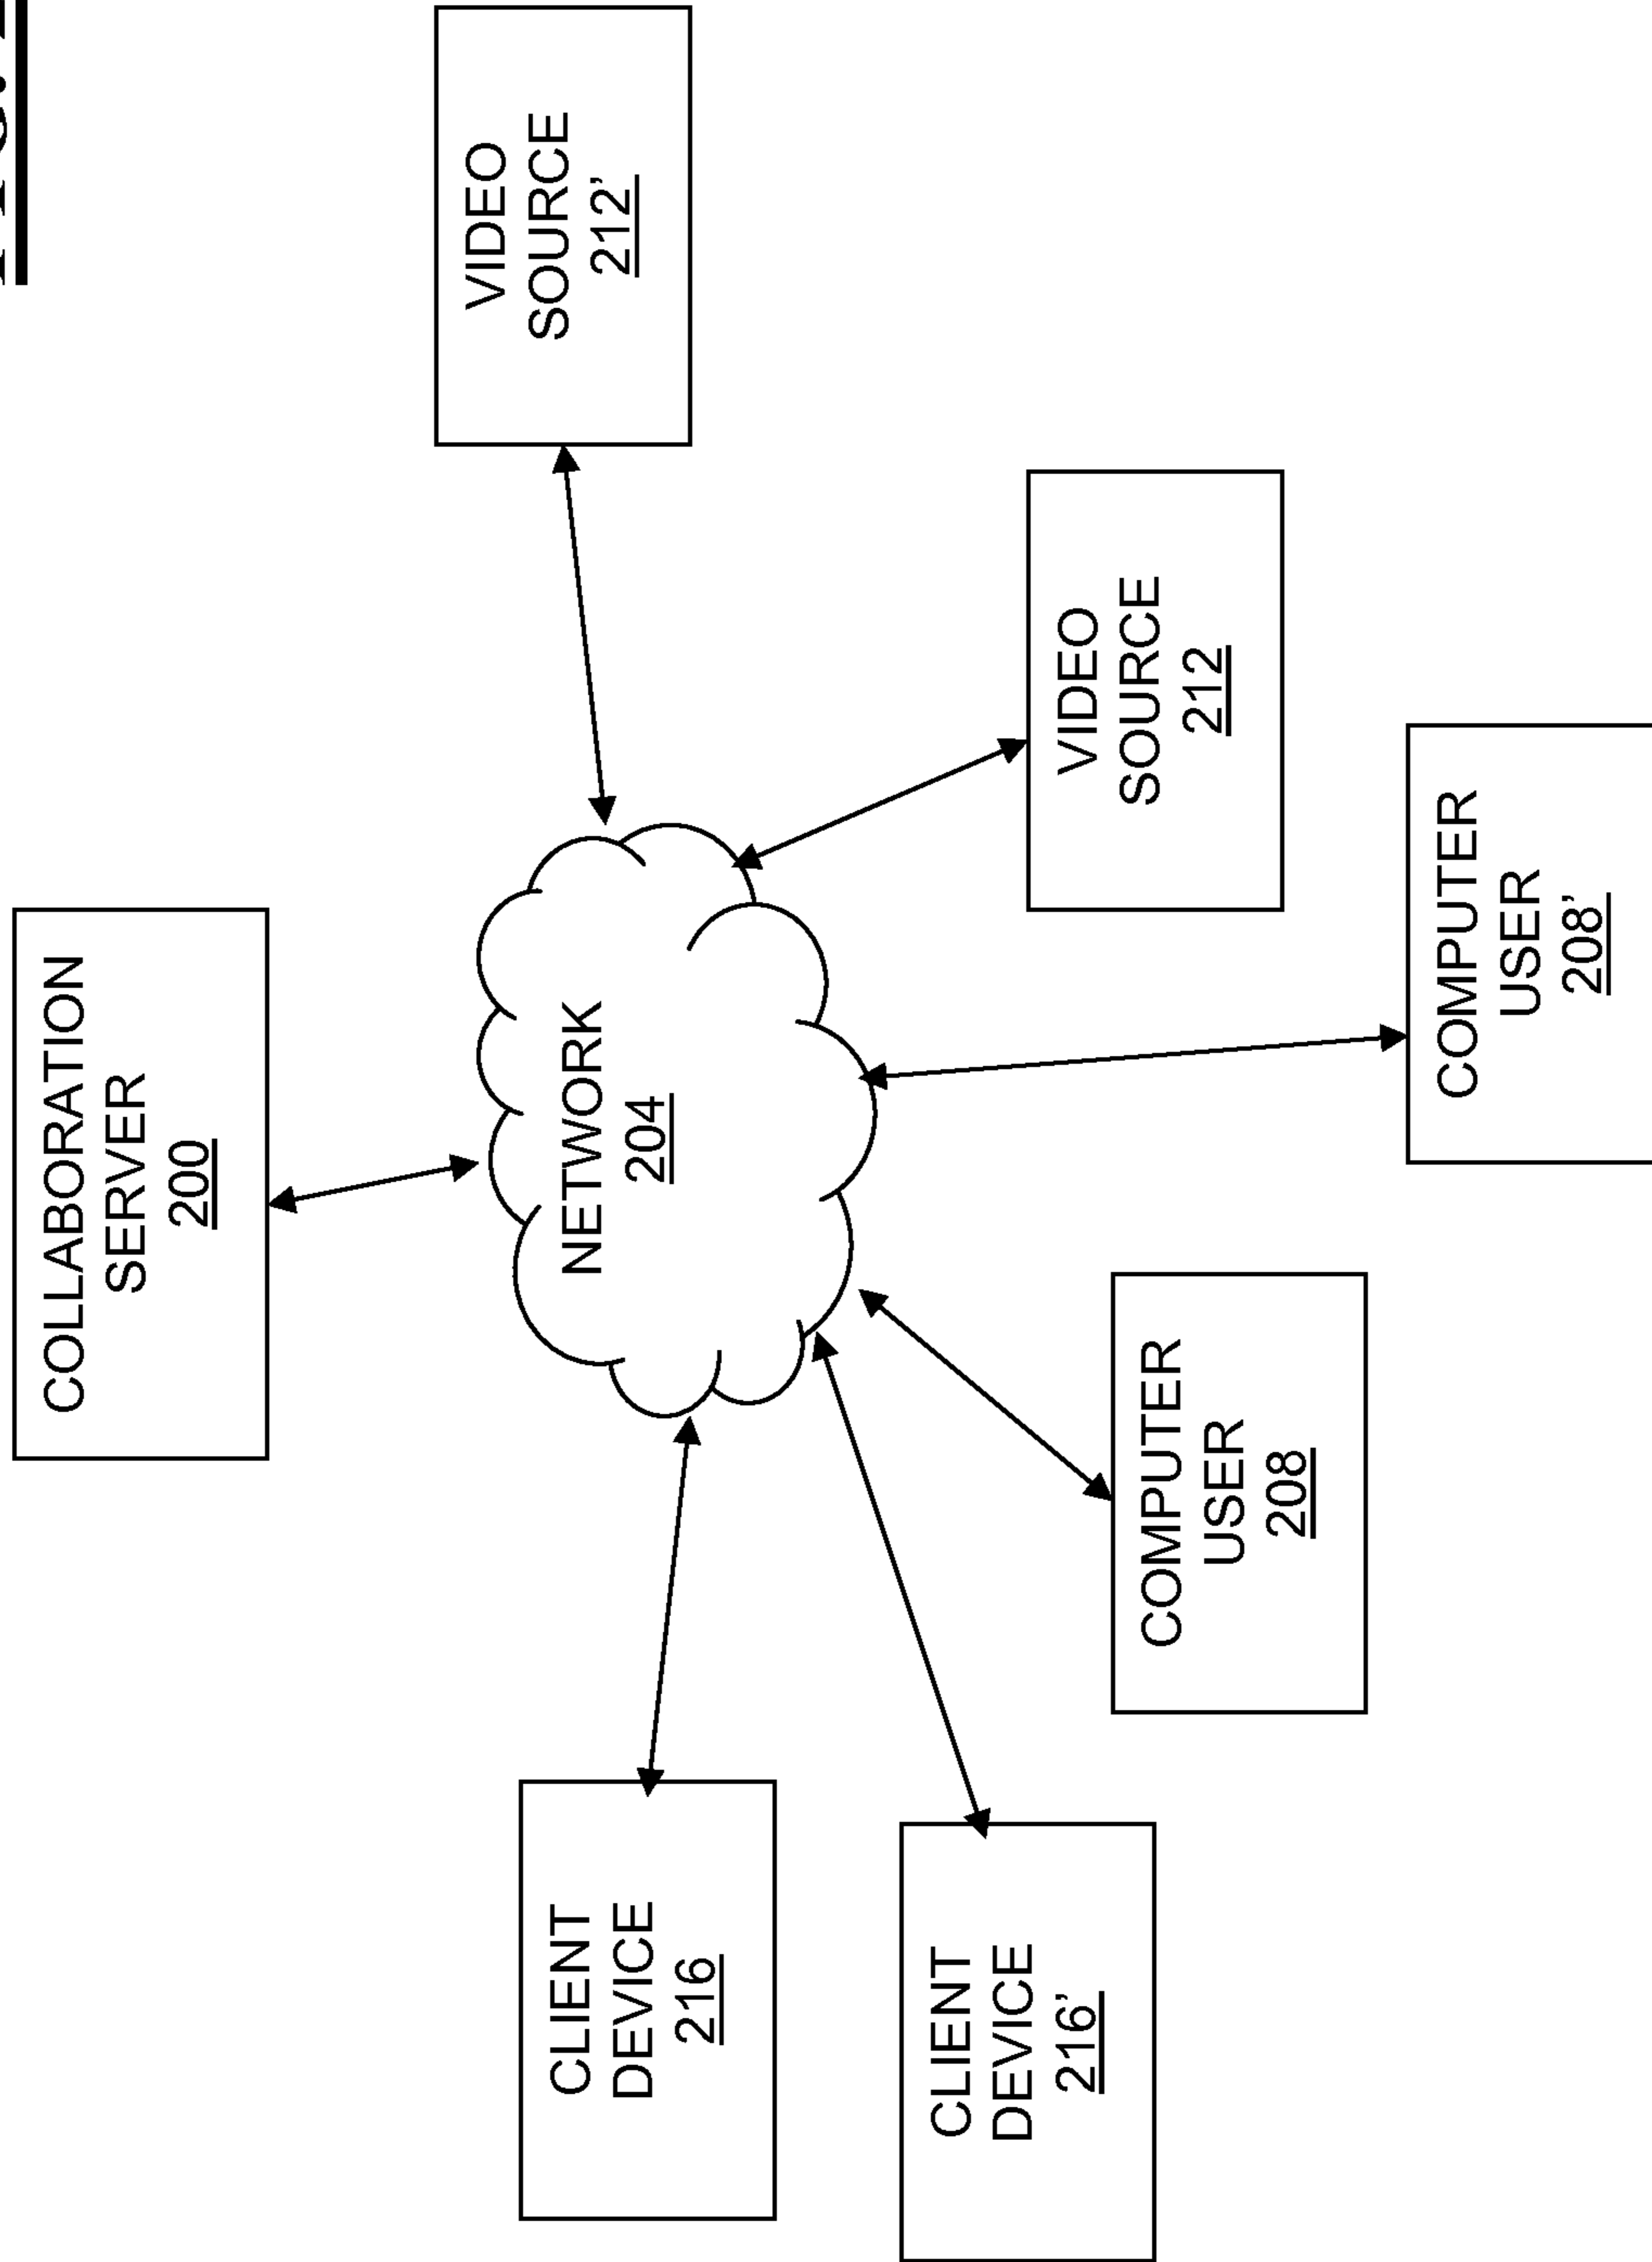 COLLABORATION
SERVER
200
VIDEO
SOURCE
212’
CLIENT
DEVICE
216
NETWORK
204
CLIENT
DEVICE
216’
VIDEO
SOURCE
212
COMPUTER
USER
208
COMPUTER
USER
208’